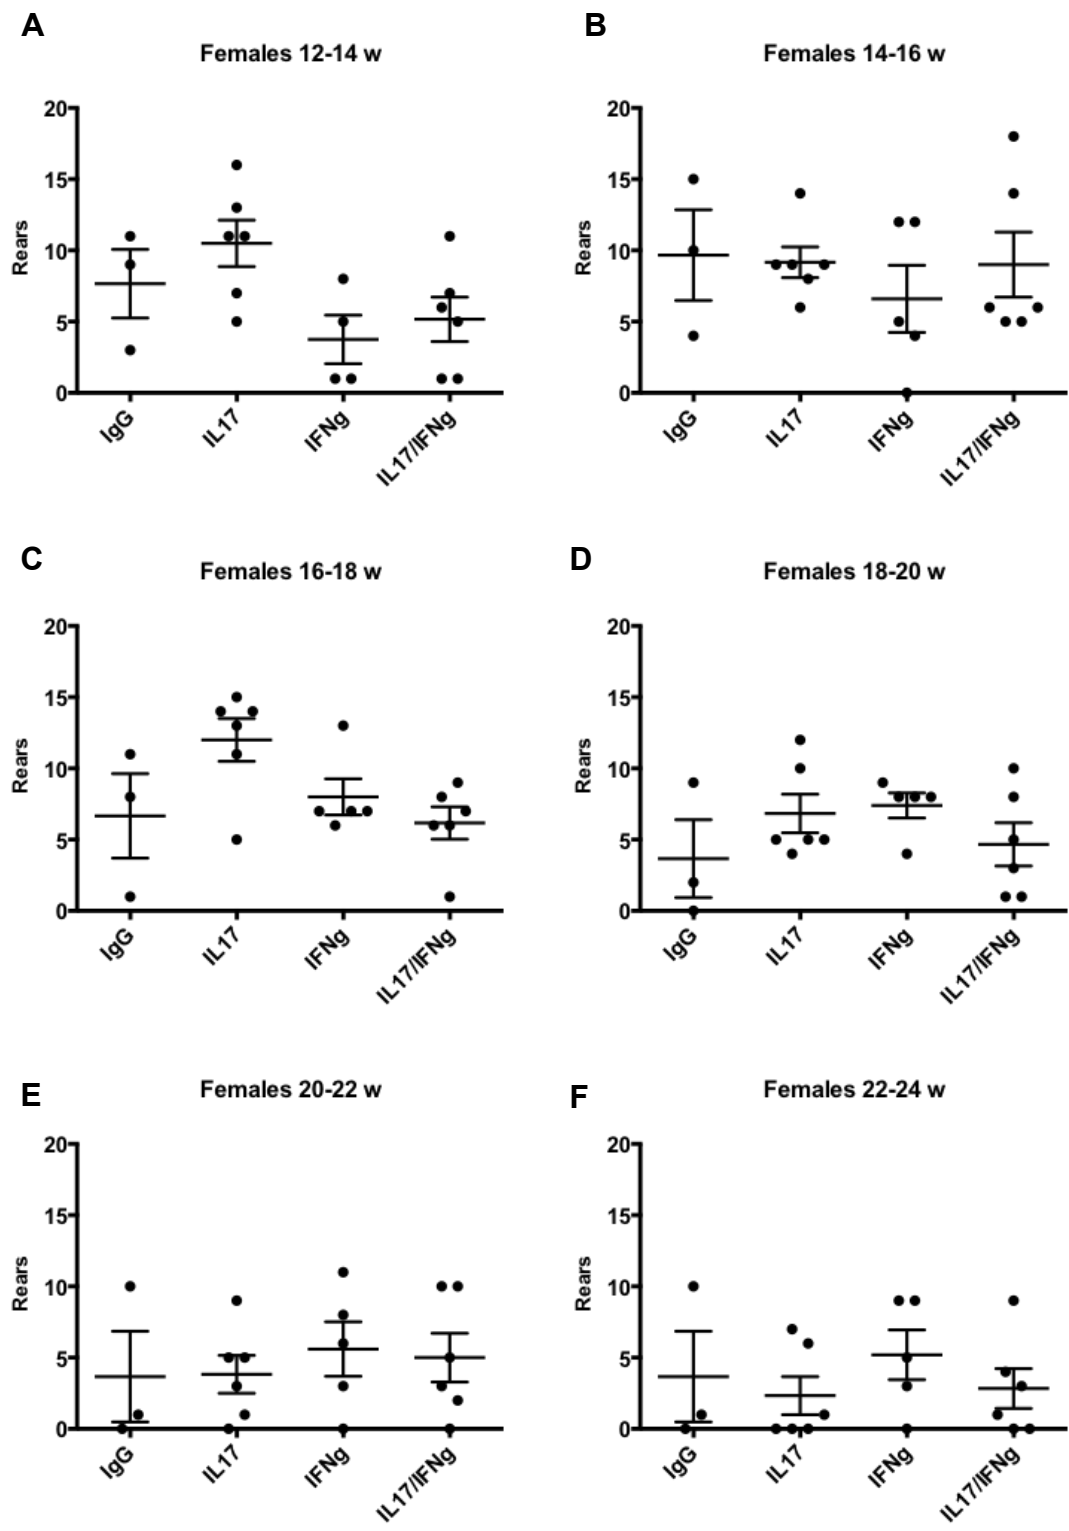 A
Females 12-14 w
20
15
10
5
0
Rears
IgG
IL17
IFNg
IL17/IFNg
B
Females 14-16 w
20
15
10
5
0
Rears
IgG
IL17
IFNg
IL17/IFNg
C
Females 16-18 w
20
15
10
5
0
Rears
IgG
IL17
IFNg
IL17/IFNg
D
Females 18-20 w
20
15
10
5
0
Rears
IgG
IL17
IFNg
IL17/IFNg
E
Females 20-22 w
20
15
10
5
0
Rears
IgG
IL17
IFNg
IL17/IFNg
F
Females 22-24 w
20
15
10
5
0
Rears
IgG
IL17
IFNg
IL17/IFNg